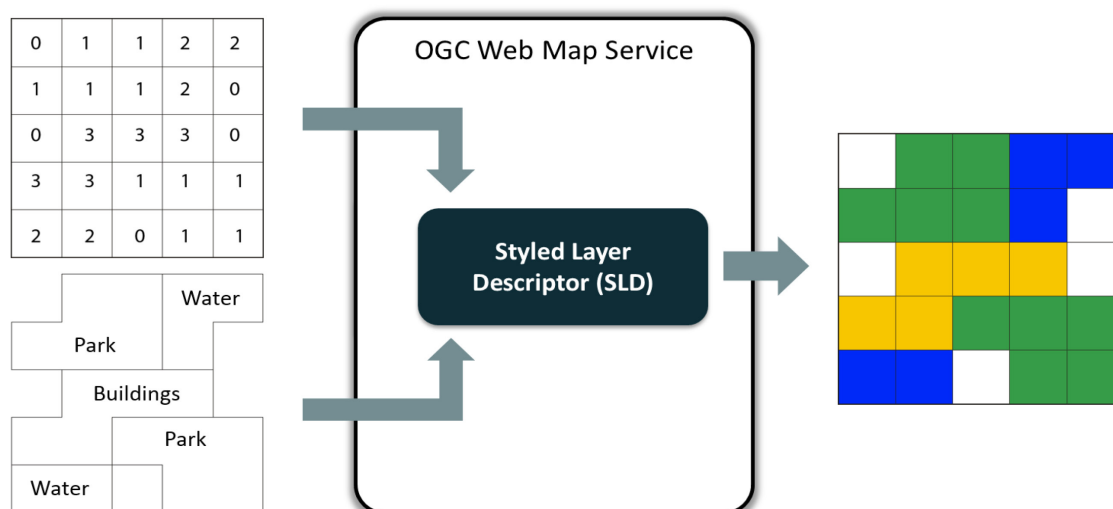 0 1 1 2 2
1 1 1 2 0
0 3 3 3 0
3 3 1 1 1
2 2 0 1 1
Water
Park
Buildings
Park
Water
OGC Web Map Service
Styled Layer
Descriptor (SLD)